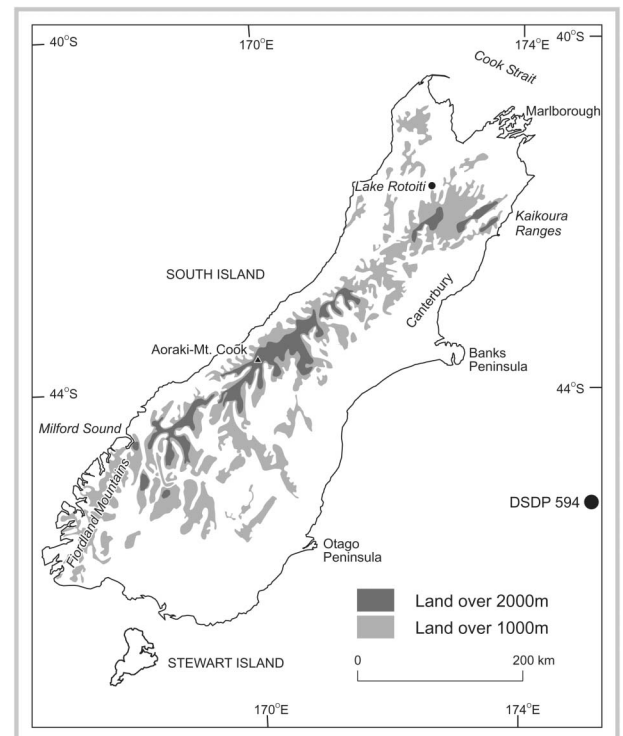 40°S
170°E
174°E
40°S
Cook Strait
Marlborough
Lake Rotoiti
Kaikoura
Ranges
SOUTH ISLAND
Canterbury
Aoraki-Mt. Cook
Banks
Peninsula
44°S
44°S
Milford Sound
Fiordland Mountains
DSDP 594
Otago
Peninsula
Land over 2000m
Land over 1000m
0
200 km
STEWART ISLAND
170°E
174°E